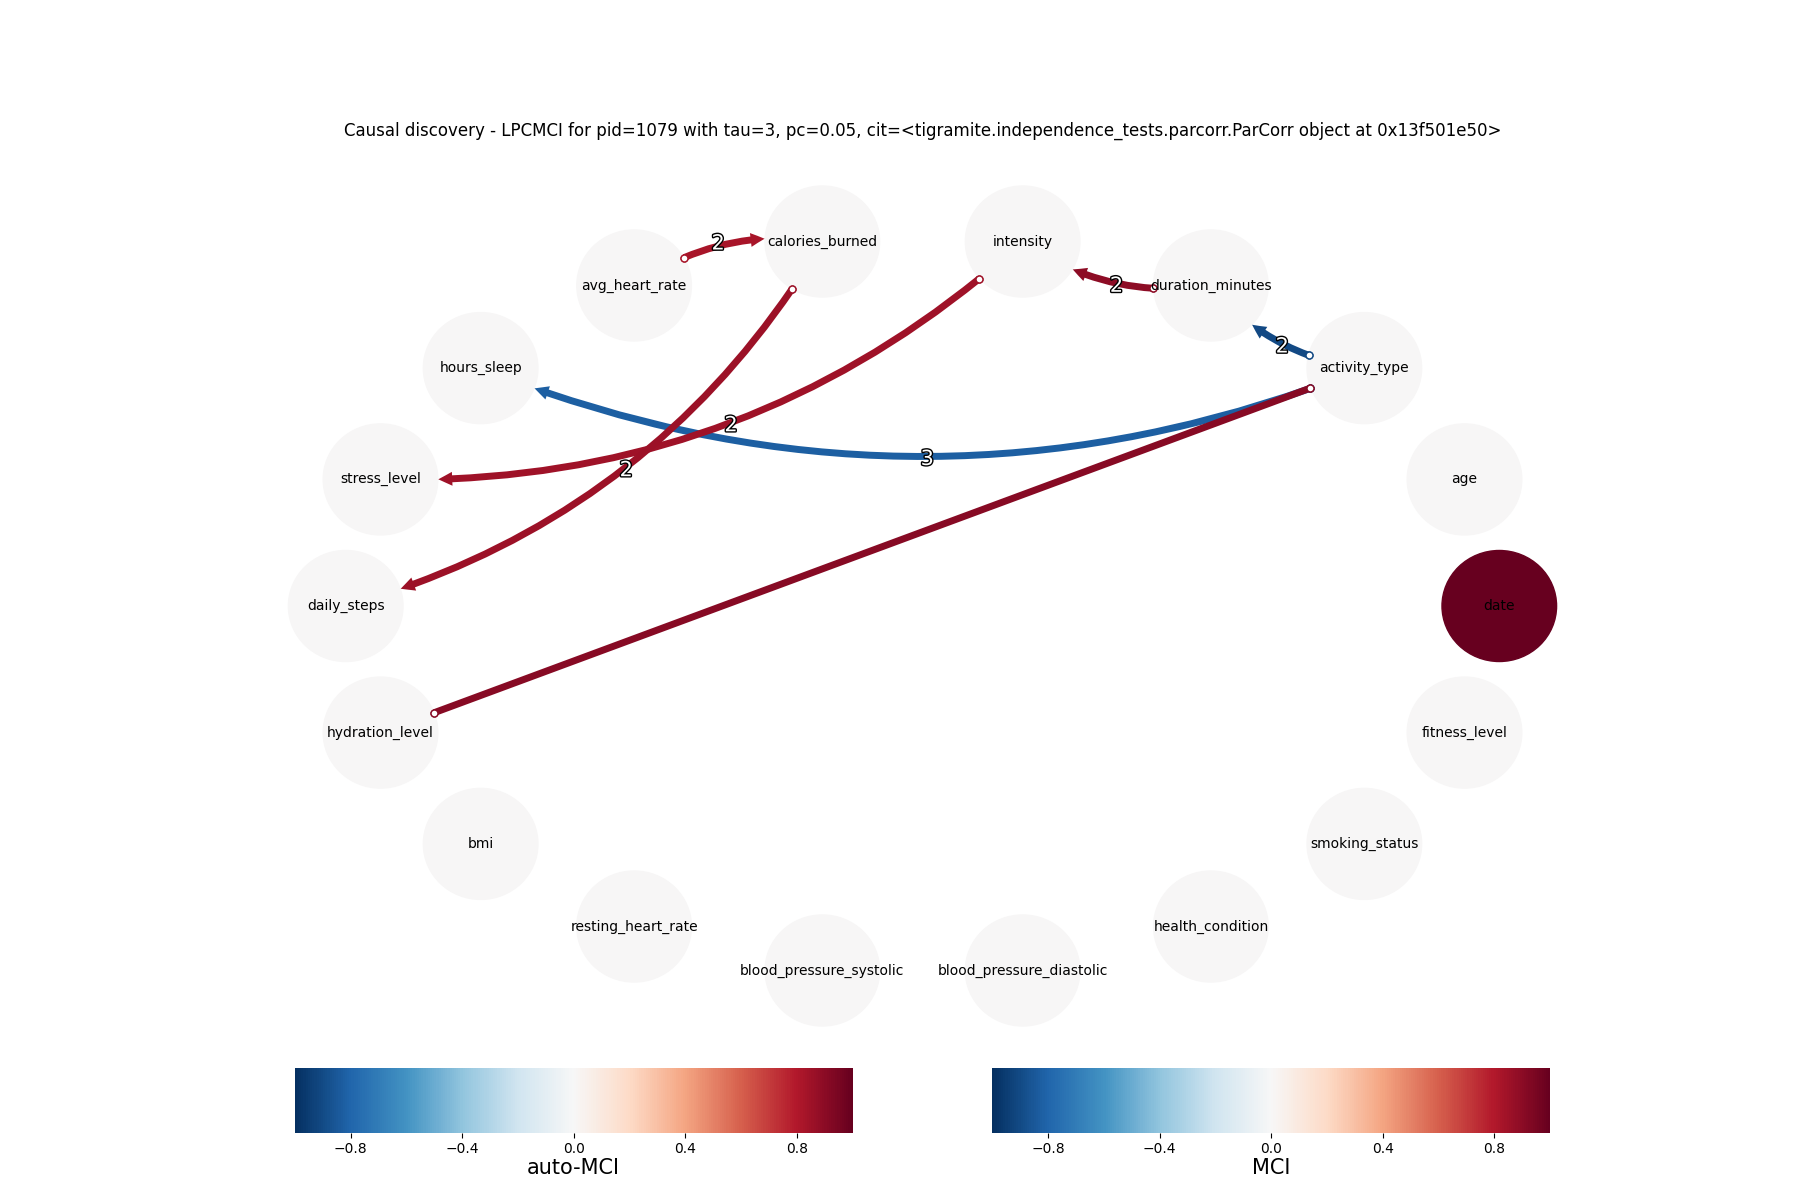 Causal discovery - LPCMCI for pid=1079 with tau=3, pc=0.05, cit=<tigramite.independence_tests.parcorr.ParCorr object at 0x13f501e50>
calories_burned
intensity
2
avg_heart_rate
duration_minutes
2
2
hours_sleep
activity_type
2
3
2
stress_level
age
daily_steps
date
hydration_level
fitness_level
bmi
smoking_status
resting_heart_rate
health_condition
blood_pressure_systolic
blood_pressure_diastolic
−0.8 −0.4 0.0 0.4 0.8
auto-MCI
−0.8 −0.4 0.0 0.4 0.8
MCI